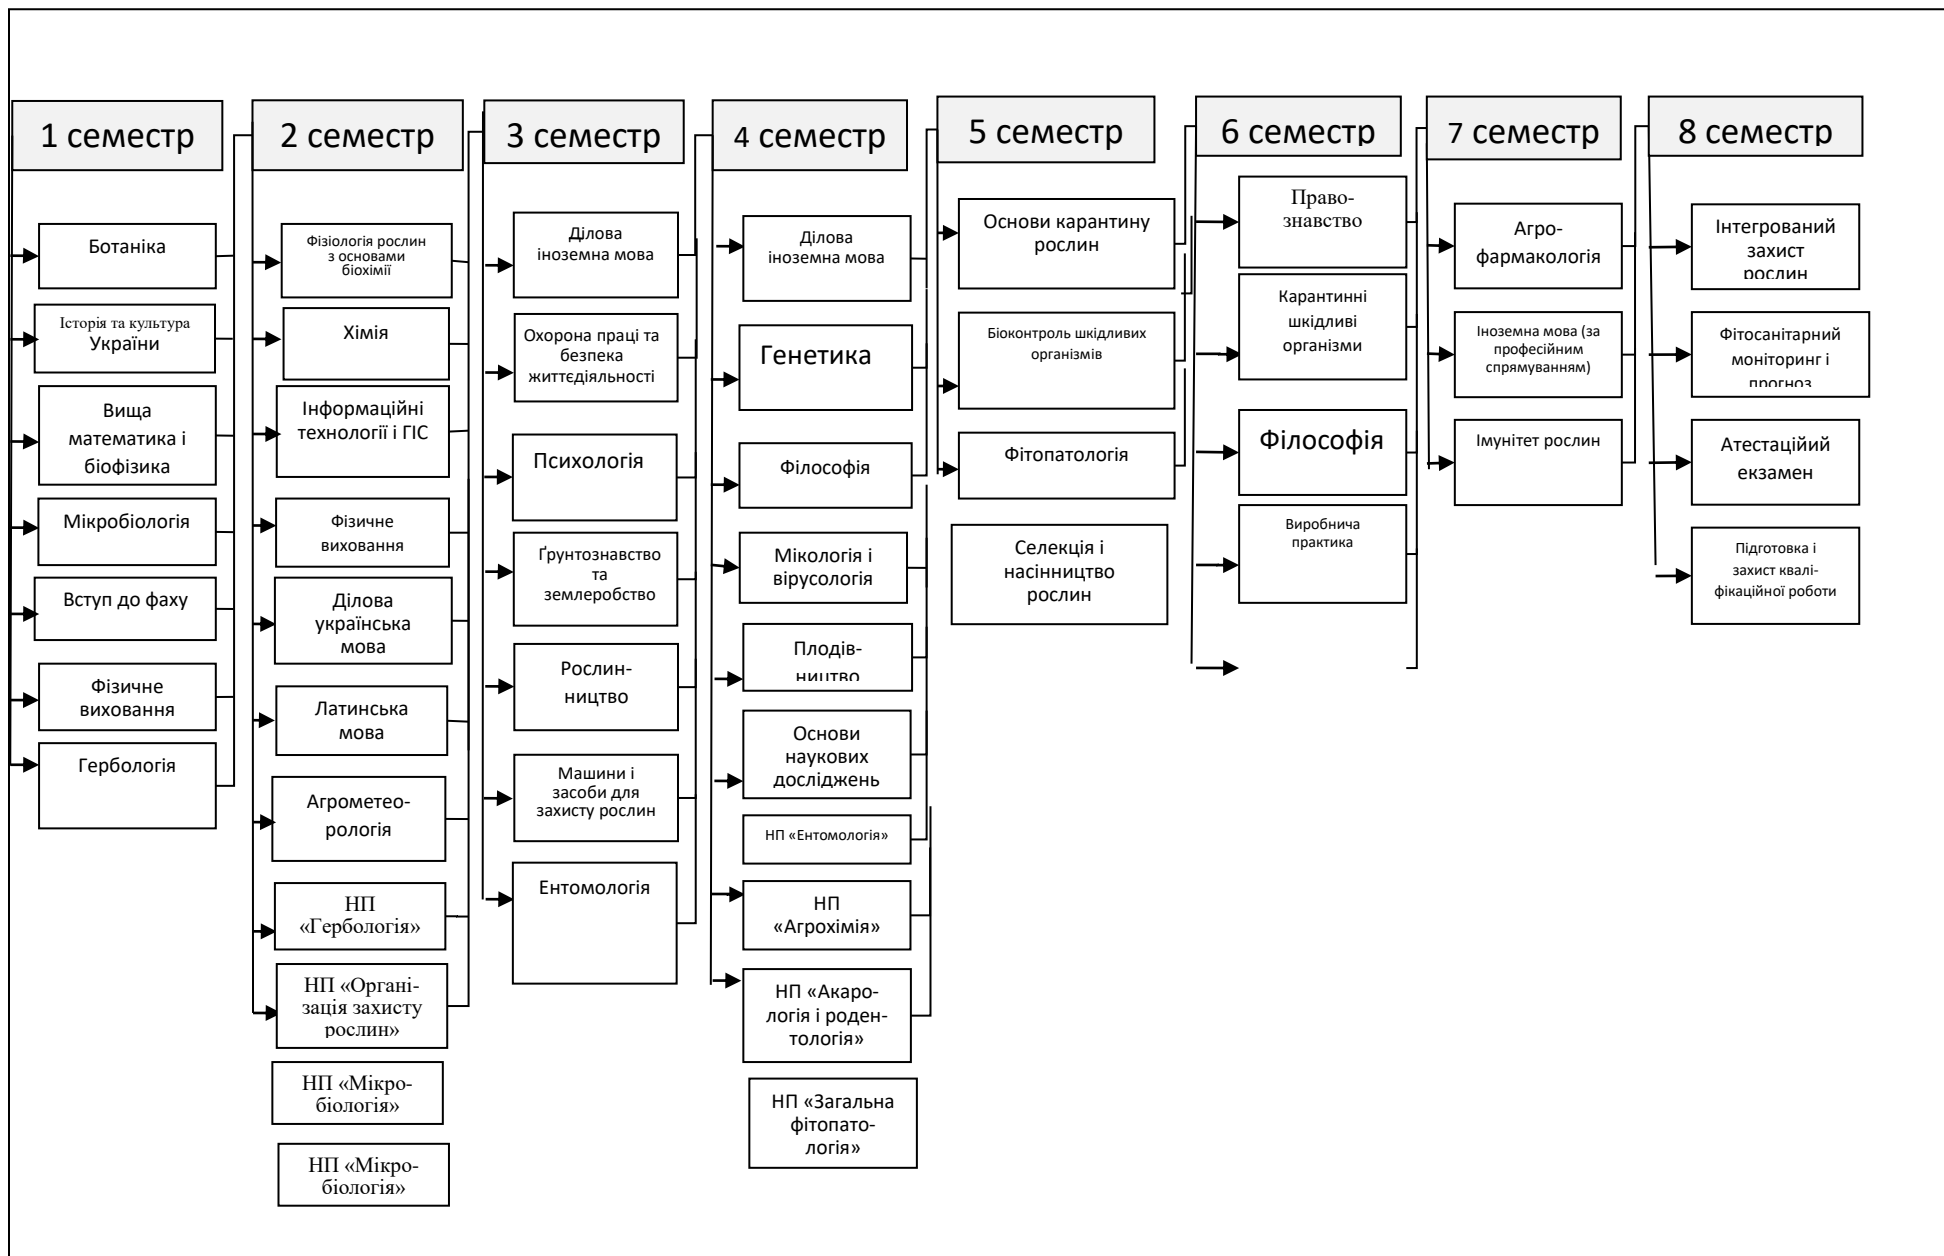 1 семестр
2 семестр
3 семестр
4 семестр
5 семестр
6 семестр
7 семестр
8 семестр
Ботаніка
Історія та культура
України
Вища
математика і
біофізика
Мікробіологія
Вступ до фаху
Фізичне
виховання
Гербологія
Фізіологія рослин
з основами
біохімії
Хімія
Інформаційні
технології і ГІС
Фізичне
виховання
Ділова
українська
мова
Латинська
мова
Агрометео-
рологія
НП
«Гербологія»
НП «Органі-
зація захисту
рослин»
НП «Мікро-
біологія»
НП «Мікро-
біологія»
Ділова
іноземна мова
Охорона праці та
безпека
життєдіяльності
Психологія
Ґрунтознавство
та
землеробство
Рослин-
ництво
Машини і
засоби для
захисту рослин
Ентомологія
Ділова
іноземна мова
Генетика
Філософія
Мікологія і
вірусологія
Плодів-
ництво
Основи
наукових
досліджень
НП «Ентомологія»
НП
«Агрохімія»
НП «Акаро-
логія і роден-
тологія»
НП «Загальна
фітопато-
логія»
Основи карантину
рослин
Біоконтроль шкідливих
організмів
Фітопатологія
Селекція і
насінництво
рослин
Право-
знавство
Карантинні
шкідливі
організми
Філософія
Виробнича
практика
Агро-
фармакологія
Іноземна мова (за
професійним
спрямуванням)
Імунітет рослин
Інтегрований
захист
рослин
Фітосанітарний
моніторинг і
прогноз
Атестаційий
екзамен
Підготовка і
захист квалі-
фікаційної роботи